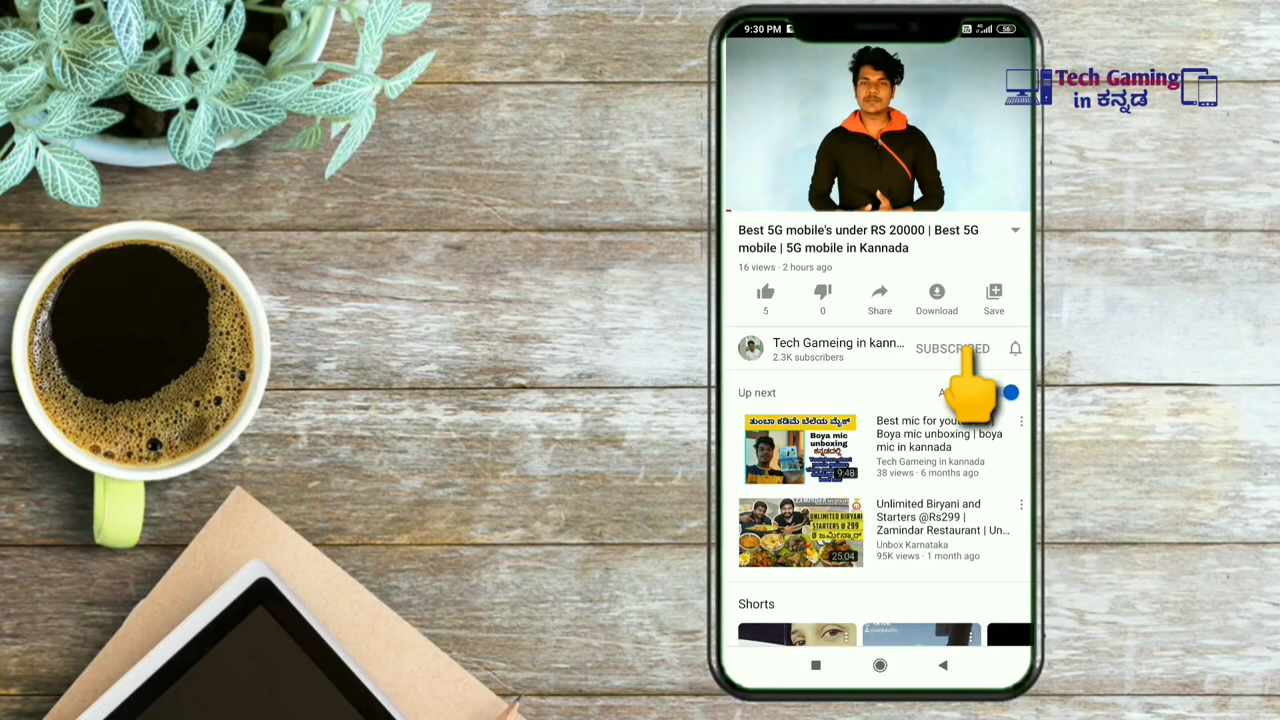 9:30 PM
56
Tech Gaming
in ಕನ್ನಡ
Best 5G mobile's under RS 20000 | Best 5G
mobile | 5G mobile in Kannada
16 views · 2 hours ago
5
0
Share
Download
Save
Tech Gameing in kann...
SUBSCRIBED
2.3K subscribers
Up next
ತುಂಬಾ ಕಡಿಮೆ ಬೆಲೆಯ ಮೈಕ್
Boya mic
unboxing
ಕನ್ನಡದಲ್ಲಿ
9:48
Best mic for
Boya mic unboxing | boya
mic in kannada
Tech Gameing in kannada
38 views · 6 months ago
UNLIMITED BIRYANI
STARTERS @ 299
@ ಜಮೀನ್ದಾರ್
25:04
Unlimited Biryani and
Starters @Rs299 |
Zamindar Restaurant | Un...
Unbox Karnataka
95K views · 1 month ago
Shorts